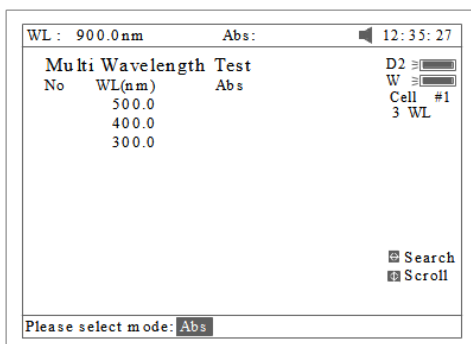 WL: 900.0nm Abs: 12:35:27
Multi Wavelength Test D2
No WL(nm) Abs W
500.0 Cell #1
400.0 3 WL
300.0
Search
Scroll
Please select mode: Abs